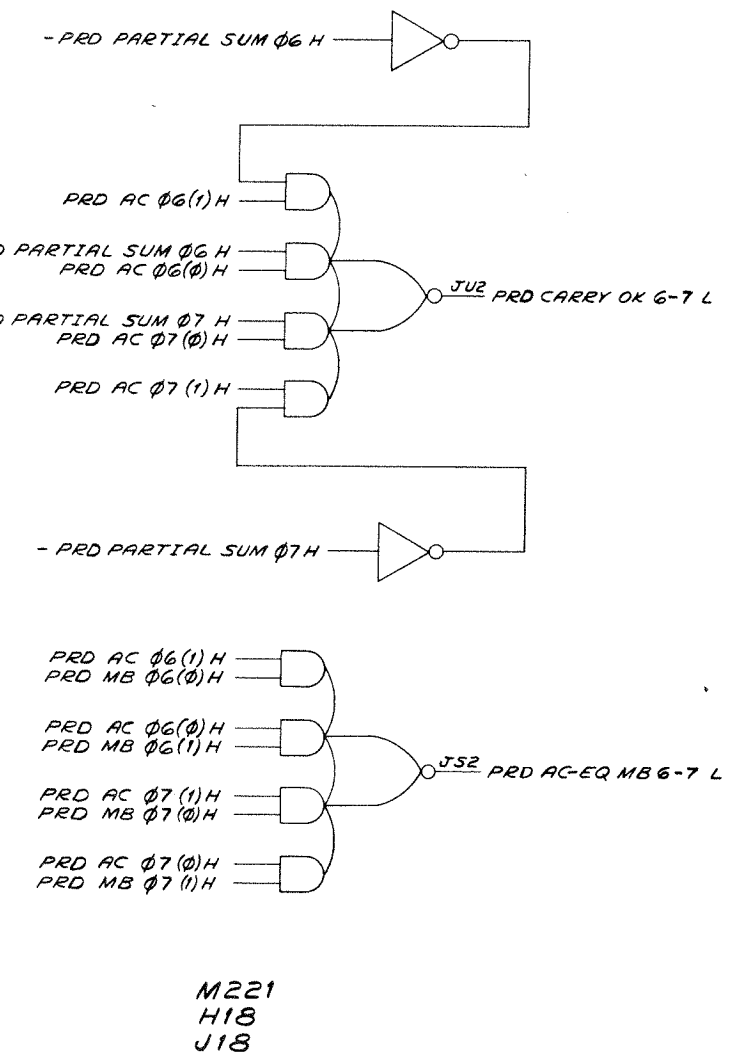 - PRD PARTIAL SUM Ø6 H
PRD AC Ø6(1) H
PARTIAL SUM Ø6 H
PRD AC Ø6(Ø) H
PARTIAL SUM Ø7 H
PRD AC Ø7(Ø) H
JU2 PRD CARRY OK 6-7 L
PRD AC Ø7(1) H
- PRD PARTIAL SUM Ø7 H
PRD AC Ø6(1) H
PRD MB Ø6(Ø) H
PRD AC Ø6(Ø) H
PRD MB Ø6(1) H
JS2 PRD AC-EQ MB 6-7 L
PRD AC Ø7(1) H
PRD MB Ø7(Ø) H
PRD AC Ø7(Ø) H
PRD MB Ø7(1) H
M221
H18
J18